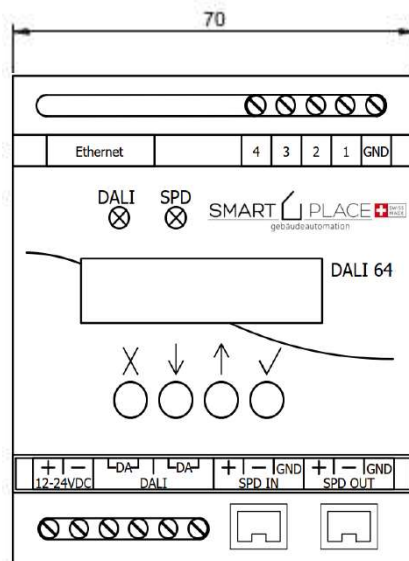 70
Ethernet 4 3 2 1 GND
DALI SPD
SMART PLACE SWISS MADE
gebäudeautomation
DALI 64
+ − DA DA + − GND + − GND
12-24VDC DALI SPD IN SPD OUT